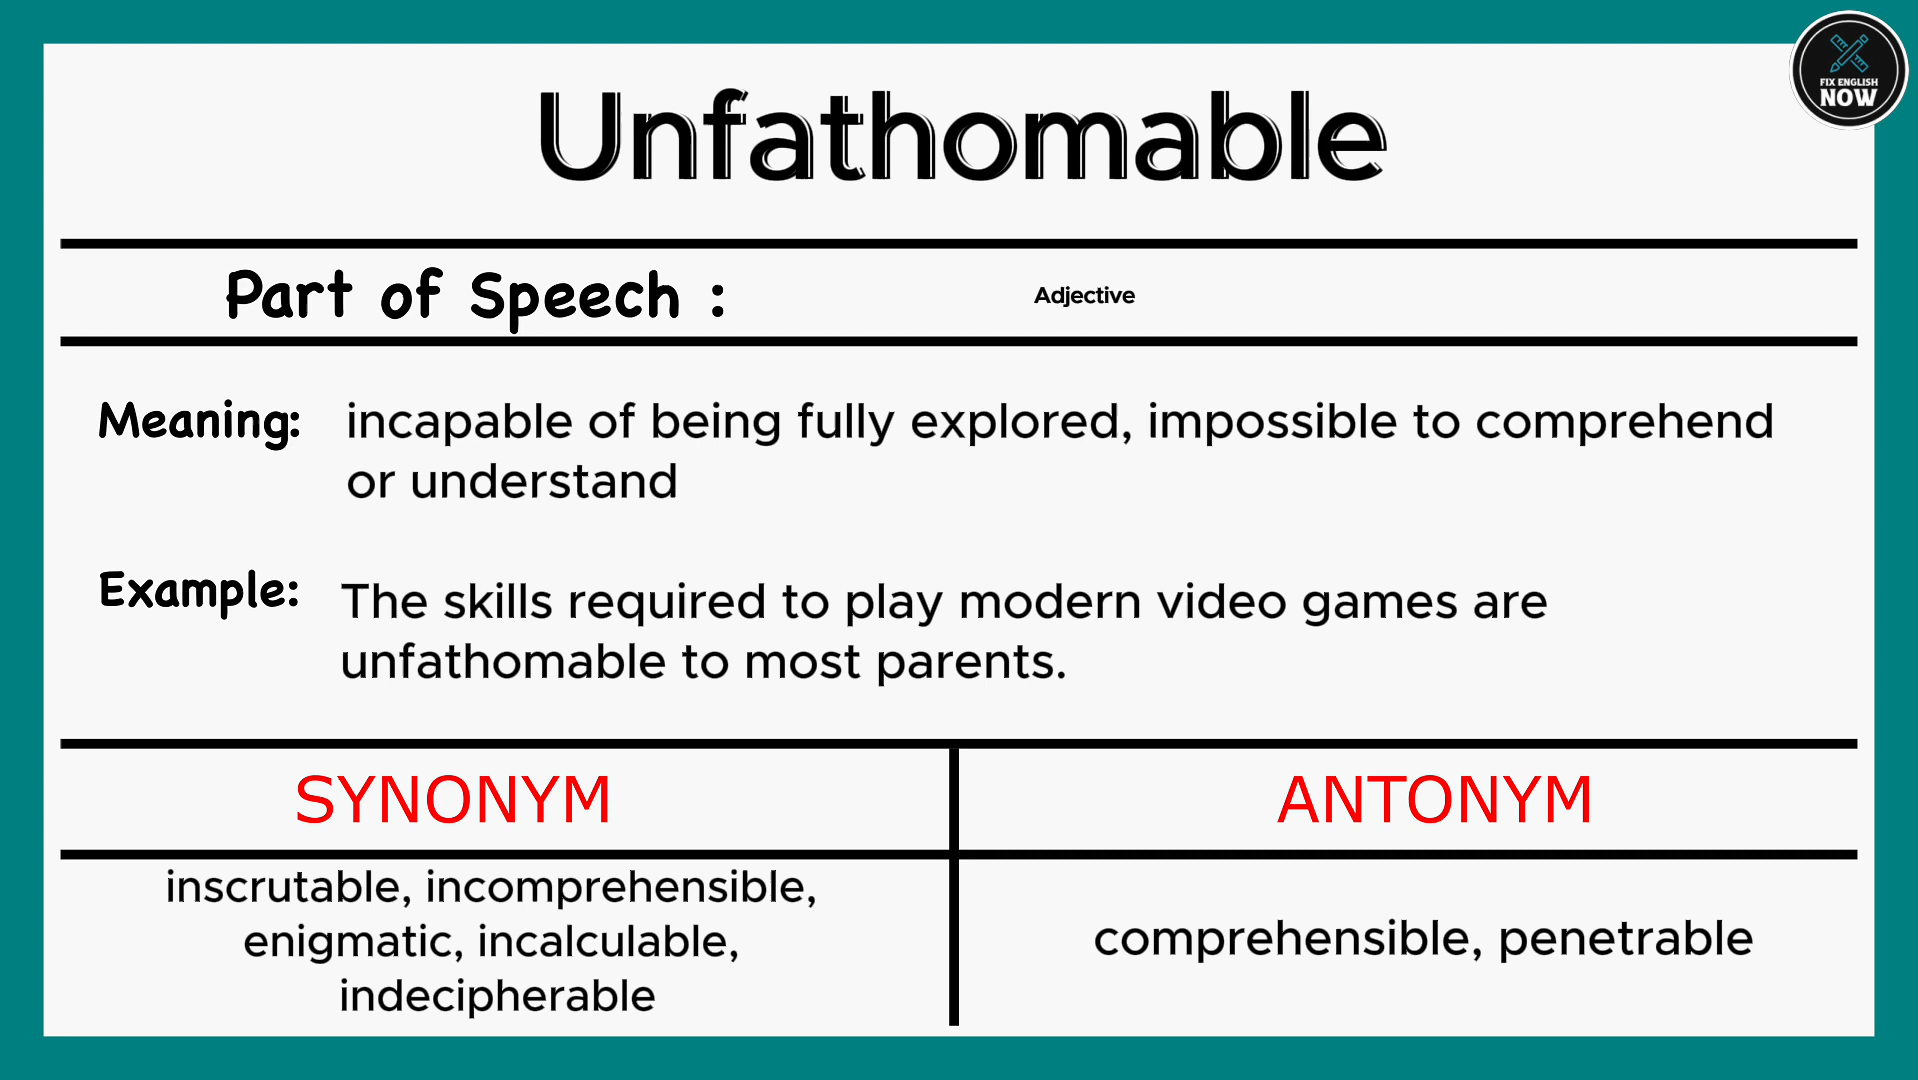 FIX ENGLISH
NOW
Unfathomable
Part of Speech :
Adjective
Meaning:
incapable of being fully explored, impossible to comprehend
or understand
Example:
The skills required to play modern video games are
unfathomable to most parents.
SYNONYM
ANTONYM
inscrutable, incomprehensible,
enigmatic, incalculable,
indecipherable
comprehensible, penetrable